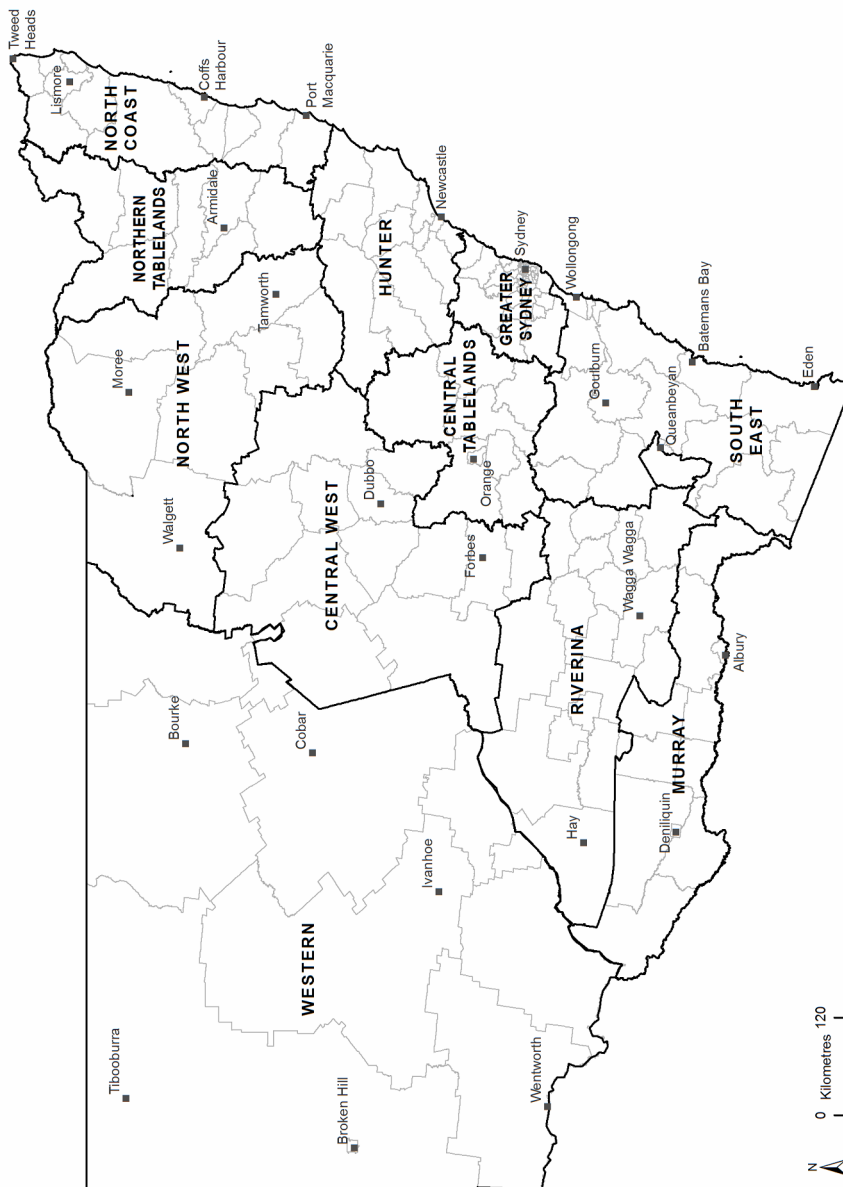 Tweed
Heads
Lismore
NORTH
COAST
Coffs
Harbour
Port
Macquarie
NORTHERN
TABLELANDS
Armidale
Moree
NORTH WEST
Tamworth
Walgett
HUNTER
Newcastle
Bourke
CENTRAL WEST
Dubbo
CENTRAL
TABLELANDS
Orange
GREATER
SYDNEY
Sydney
Wollongong
Cobar
Forbes
Goulburn
Queanbeyan
Batemans Bay
SOUTH
EAST
Eden
Tibooburra
WESTERN
Ivanhoe
Broken Hill
RIVERINA
Wagga Wagga
Hay
MURRAY
Albury
Deniliquin
Wentworth
N
0 Kilometres 120